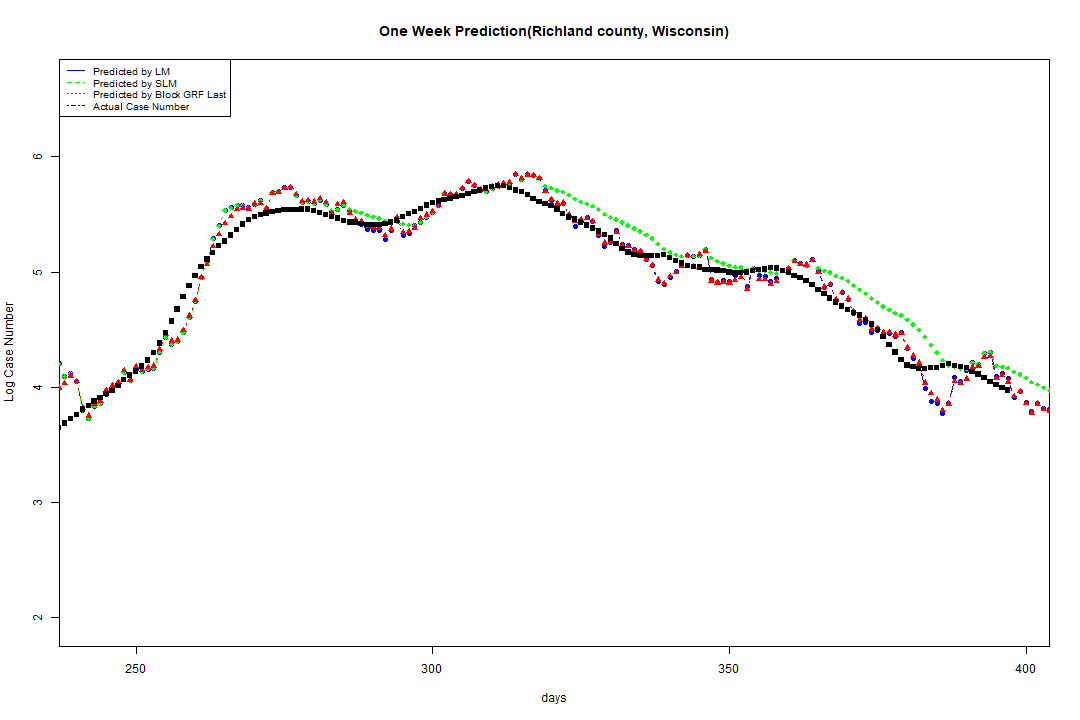 One Week Prediction(Richland county, Wisconsin)
Predicted by LM
Predicted by SLM
Predicted by Block GRF Last
Actual Case Number
6
5
4
3
2
Log Case Number
250 300 350 400
days